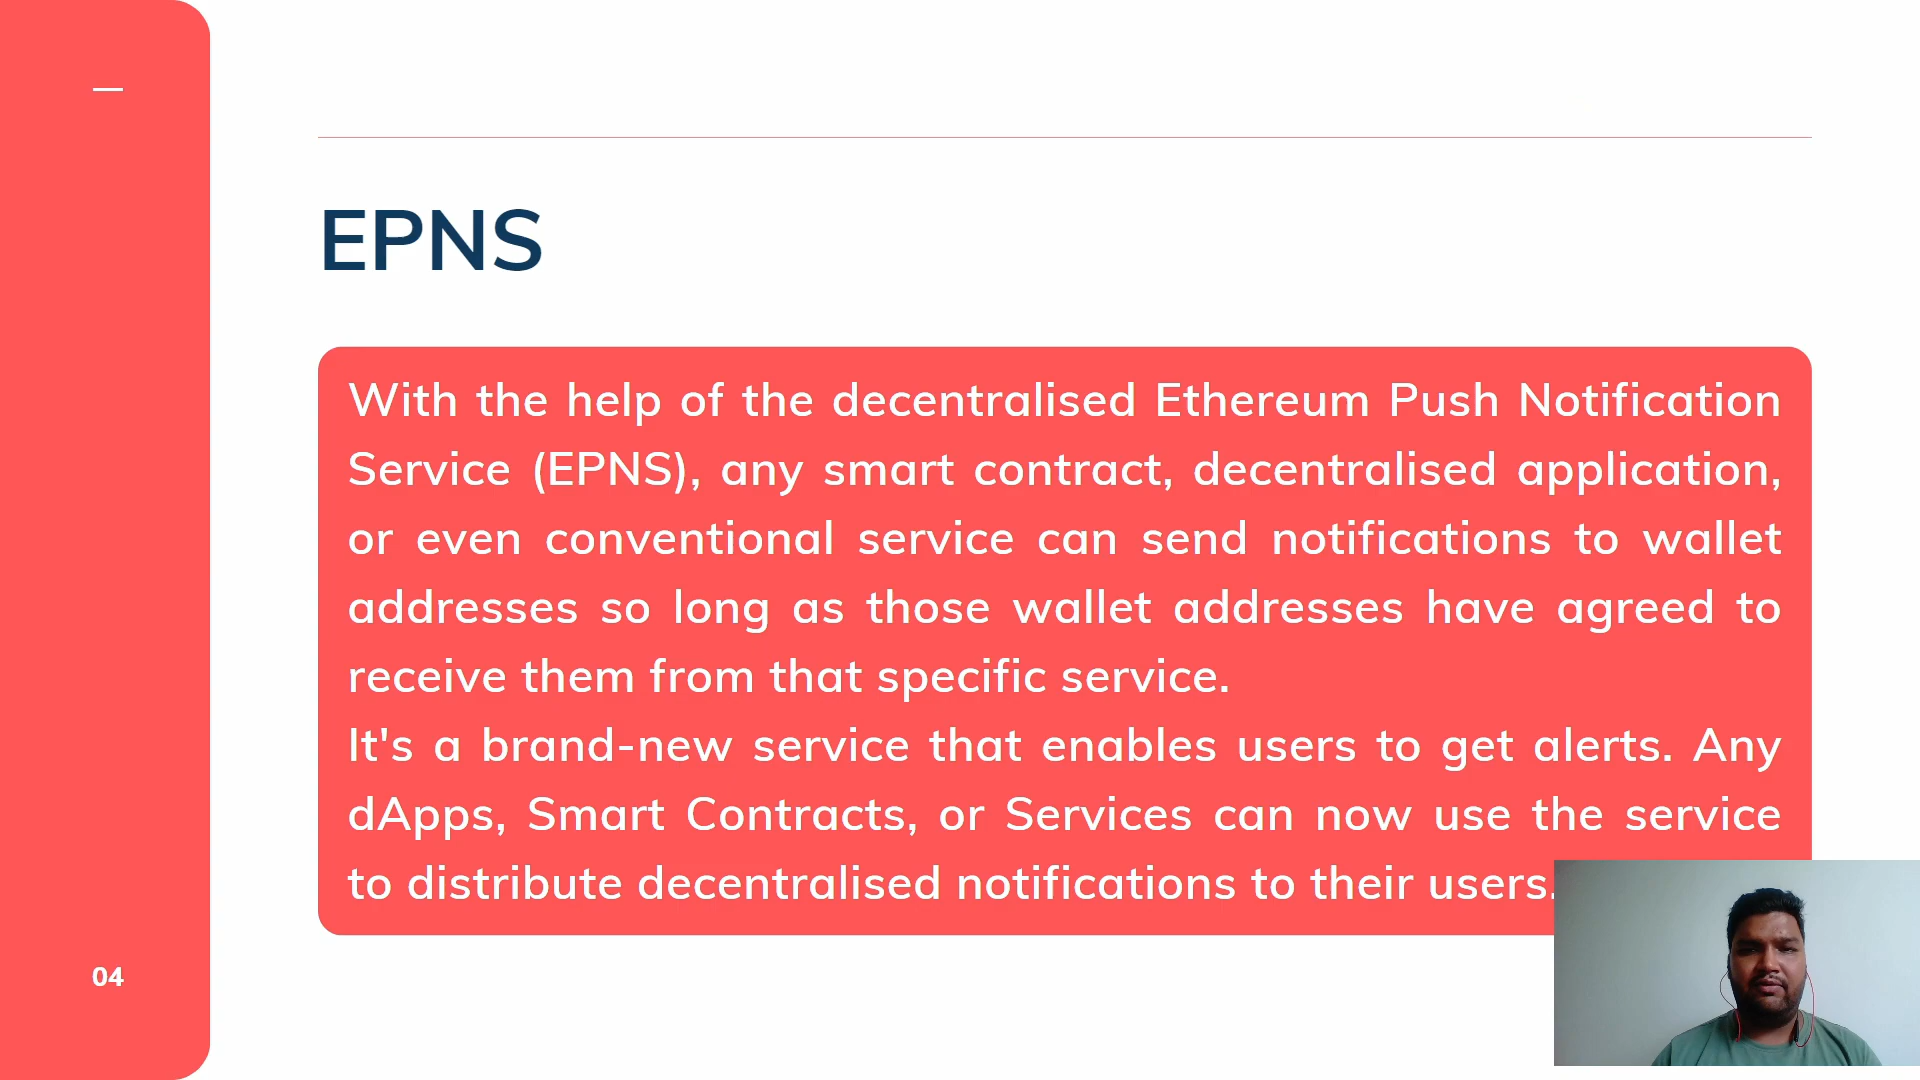 EPNS
With the help of the decentralised Ethereum Push Notification
Service (EPNS), any smart contract, decentralised application,
or even conventional service can send notifications to wallet
addresses so long as those wallet addresses have agreed to
receive them from that specific service.
It's a brand-new service that enables users to get alerts. Any
dApps, Smart Contracts, or Services can now use the service
to distribute decentralised notifications to their users.
04